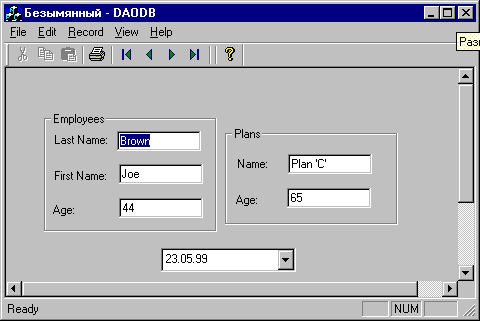 Безымянный - DAODB
File Edit Record View Help
Раз
Employees
Last Name: Brown
First Name: Joe
Age: 44
Plans
Name: Plan 'C'
Age: 65
23.05.99
Ready NUM